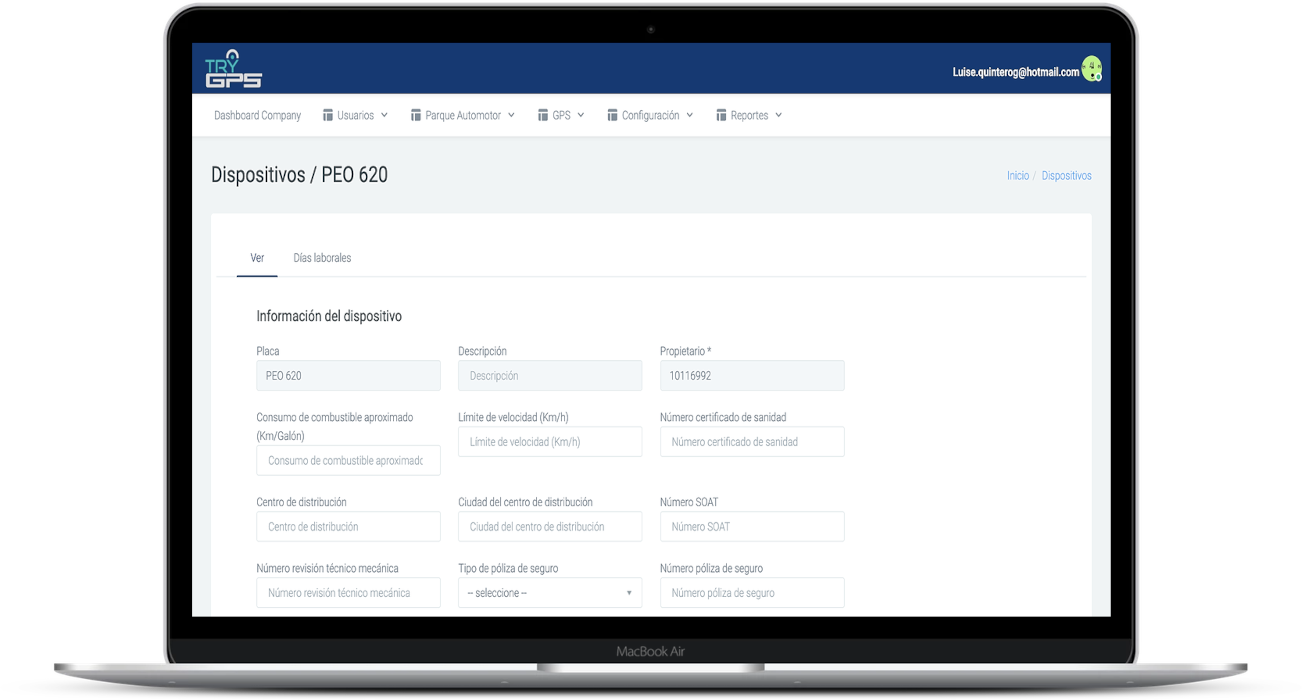 TRY
GPS
Luise.quinterog@hotmail.com
Dashboard Company Usuarios Parque Automotor GPS Configuración Reportes
Dispositivos / PEO 620
Inicio / Dispositivos
Ver Días laborales
Información del dispositivo
Placa Descripción Propietario *
PEO 620 Descripción 10116992
Consumo de combustible aproximado
(Km/Galón)
Límite de velocidad (Km/h) Número certificado de sanidad
Límite de velocidad (Km/h) Número certificado de sanidad
Consumo de combustible aproximado
Centro de distribución Ciudad del centro de distribución Número SOAT
Centro de distribución Ciudad del centro de distribución Número SOAT
Número revisión técnico mecánica Tipo de póliza de seguro Número póliza de seguro
Número revisión técnico mecánica -- seleccione -- Número póliza de seguro
MacBook Air